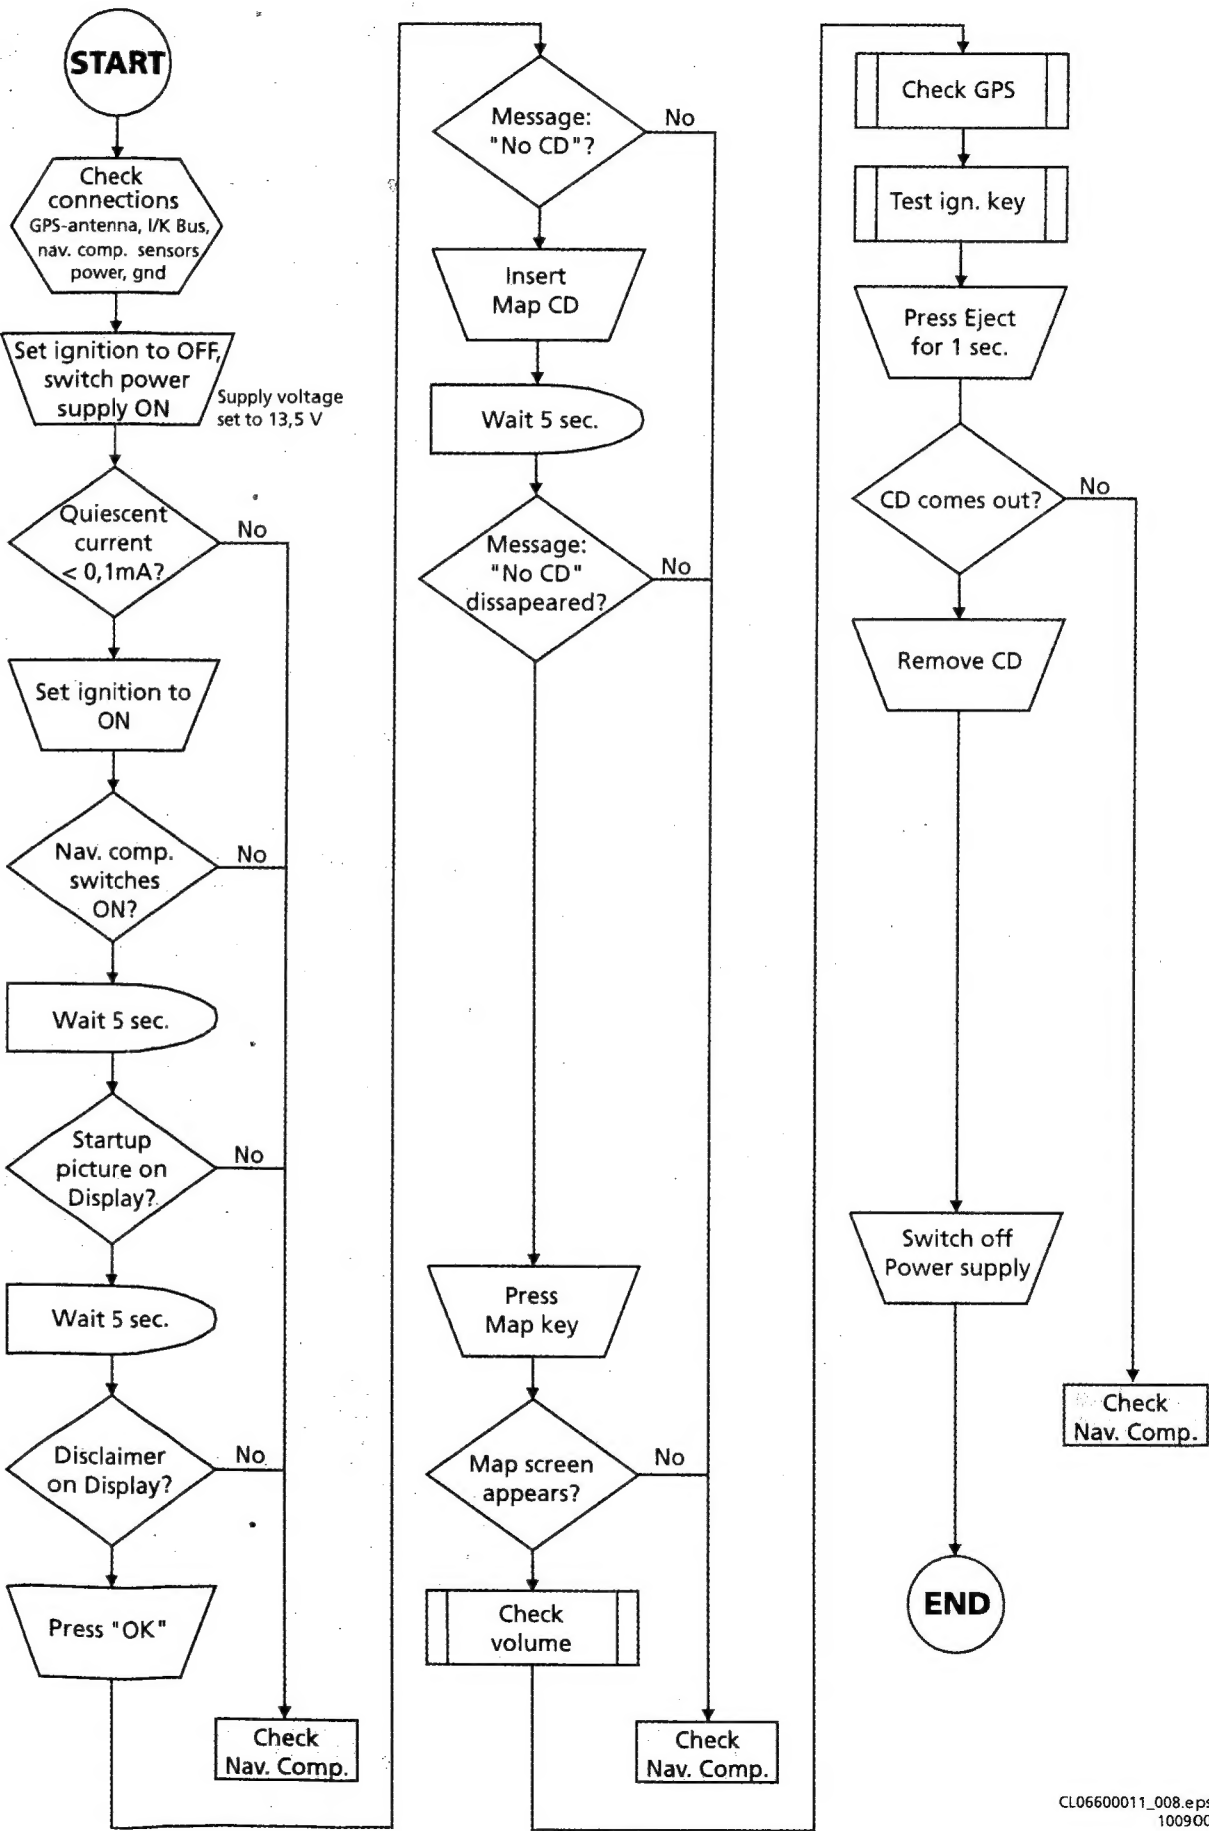 START
Check
connections
GPS-antenna, I/K Bus,
nav. comp. sensors
power, gnd
Set ignition to OFF,
switch power
supply ON
Supply voltage
set to 13,5 V
Quiescent
current
< 0,1mA?
No
Set ignition to
ON
Nav. comp.
switches
ON?
No
Wait 5 sec.
Startup
picture on
Display?
No
Wait 5 sec.
Disclaimer
on Display?
No
Press "OK"
Check
Nav. Comp.
Message:
"No CD"?
No
Insert
Map CD
Wait 5 sec.
Message:
"No CD"
dissapeared?
No
Press
Map key
Map screen
appears?
No
Check
volume
Check
Nav. Comp.
Check GPS
Test ign. key
Press Eject
for 1 sec.
CD comes out?
No
Remove CD
Switch off
Power supply
Check
Nav. Comp.
END
CL06600011_008.eps
100900